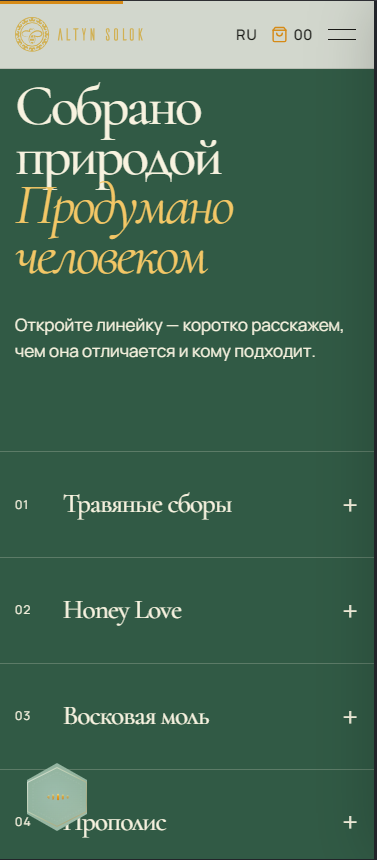 ALTYN SOLOK
RU 00
Собрано
природой
Продумано
человеком
Откройте линейку — коротко расскажем,
чем она отличается и кому подходит.
01 Травяные сборы +
02 Honey Love +
03 Восковая моль +
04 Прополис +